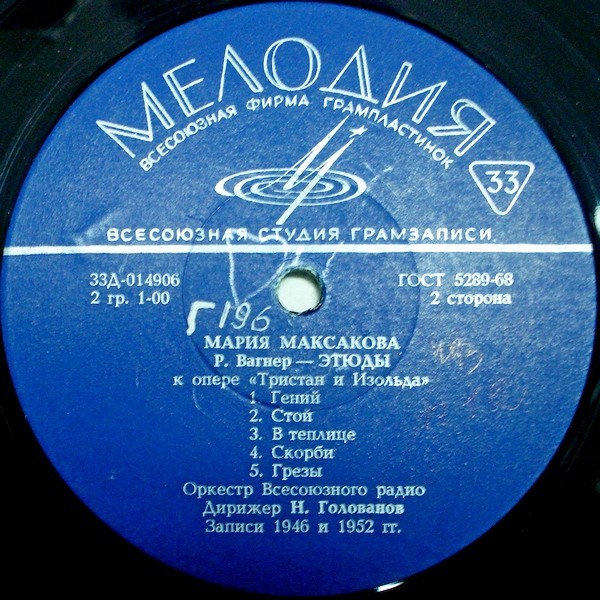 МЕЛОДИЯ
ВСЕСОЮЗНАЯ ФИРМА ГРАМПЛАСТИНОК
33
ВСЕСОЮЗНАЯ СТУДИЯ ГРАМЗАПИСИ
33Д-014906 ГОСТ 5289-68
2 гр. 1-00 2 сторона
Г196
МАРИЯ МАКСАКОВА
Р. Вагнер — ЭТЮДЫ
к опере «Тристан и Изольда»
1. Гений
2. Стой
3. В теплице
4. Скорби
5. Грезы
Оркестр Всесоюзного радио
Дирижер Н. Голованов
Записи 1946 и 1952 гг.